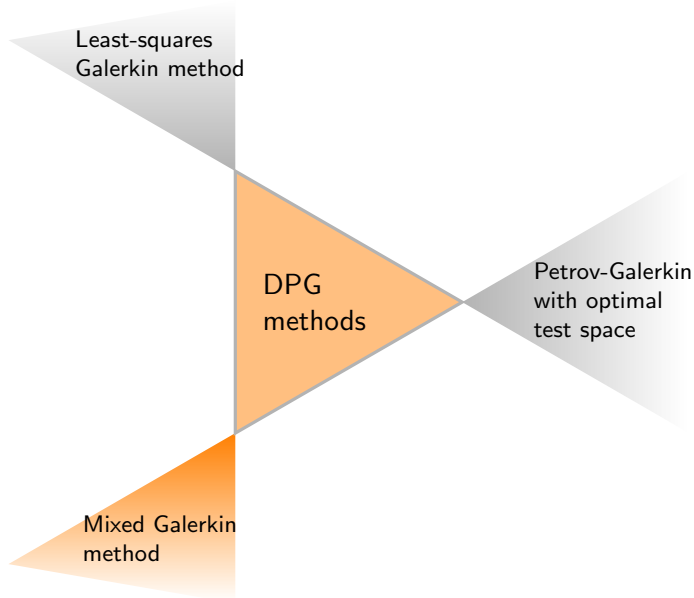 Least-squares
Galerkin method
DPG
methods
Petrov-Galerkin
with optimal
test space
Mixed Galerkin
method